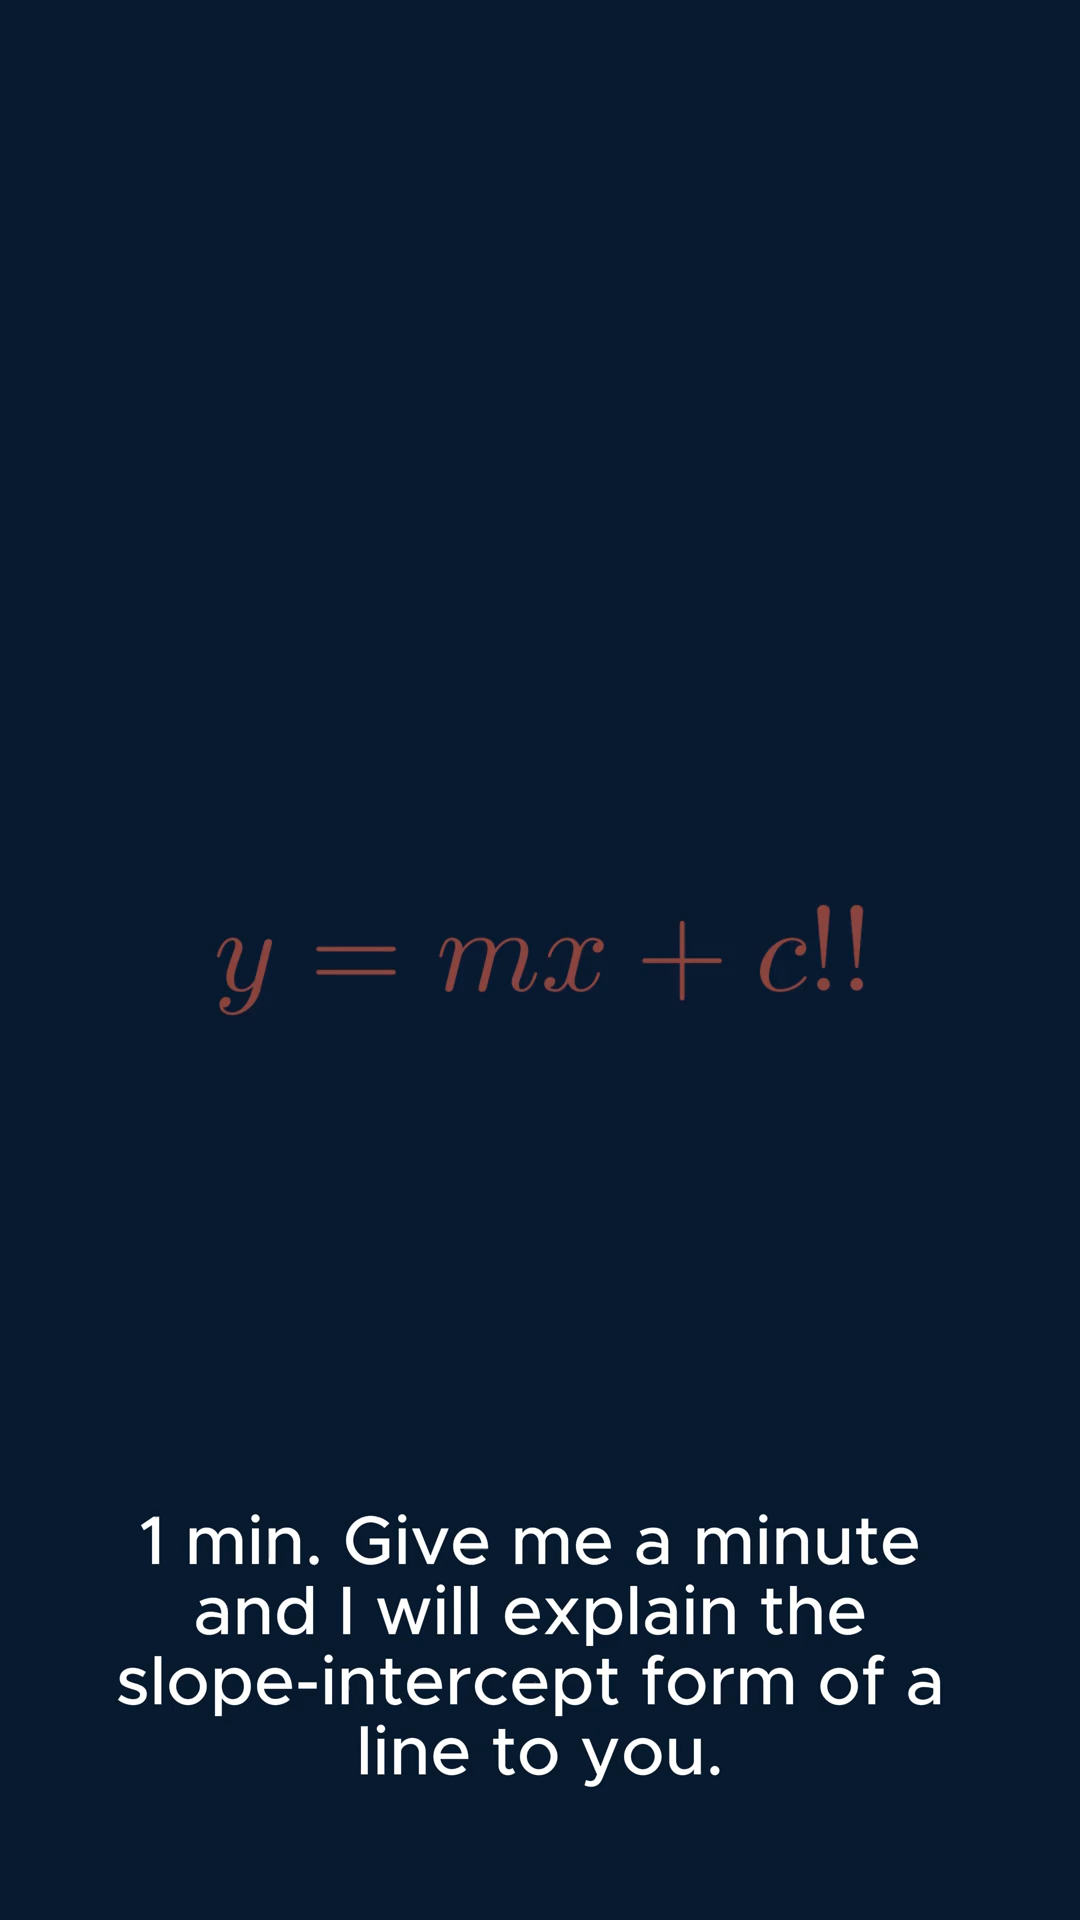 y = mx + c!!
1 min. Give me a minute
and I will explain the
slope-intercept form of a
line to you.